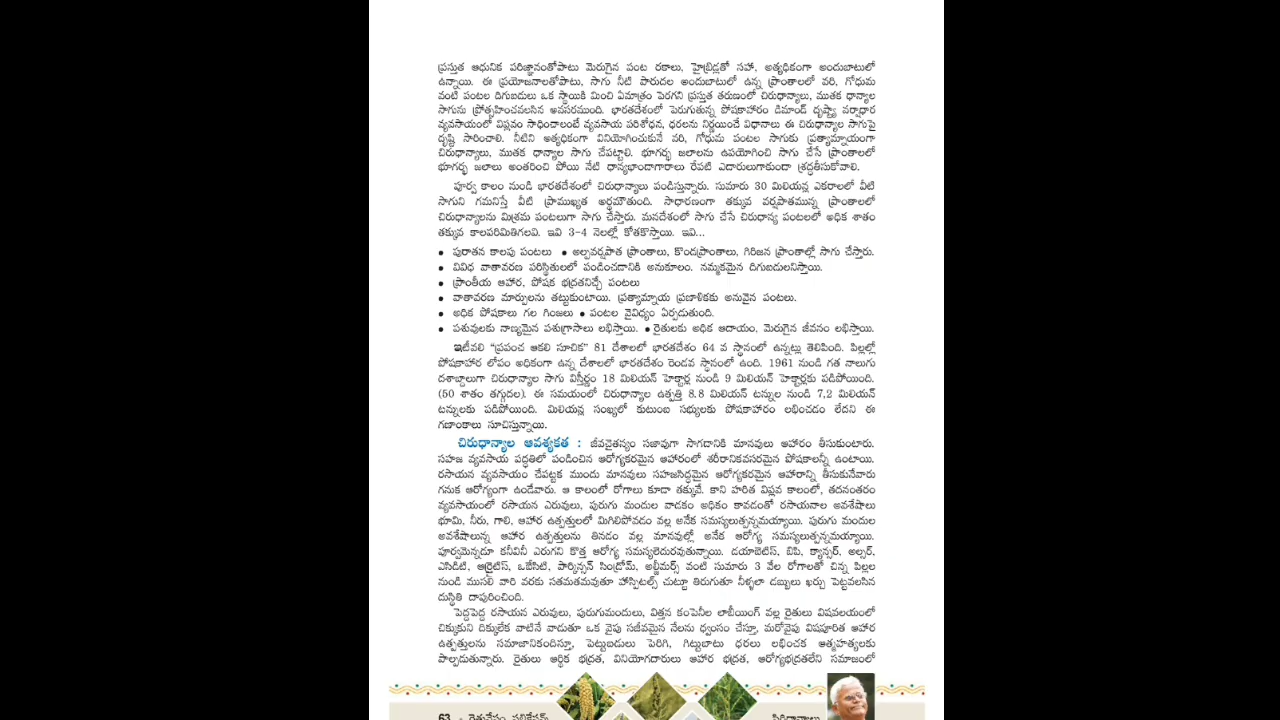 ప్రస్తుత ఆధునిక పరిజ్ఞానంతోపాటు మెరుగైన పంట రకాలు, హైబ్రిడ్లతో సహా, అత్యధికంగా అందుబాటులో
ఉన్నాయి. ఈ ప్రయోజనాలతోపాటు, సాగు నీటి పారుదల అందుబాటులో ఉన్న ప్రాంతాలలో వరి, గోధుమ
వంటి పంటల దిగుబడులు ఒక స్థాయికి మించి ఏమాత్రం పెరగని ప్రస్తుత తరుణంలో చిరుధాన్యాలు, ముతక ధాన్యాల
సాగును ప్రోత్సహించవలసిన అవసరముంది. భారతదేశంలో పెరుగుతున్న పోషకాహారం డిమాండ్ దృష్ట్యా వర్షాధార
వ్యవసాయంలో విప్లవం సాధించాలంటే వ్యవసాయ పరిశోధన, ధరలను నిర్ణయించే విధానాలు ఈ చిరుధాన్యాల సాగుపై
దృష్టి సారించాలి. నీటిని అత్యధికంగా వినియోగించుకునే వరి, గోధుమ పంటల సాగుకు ప్రత్యామ్నాయంగా
చిరుధాన్యాలు, ముతక ధాన్యాల సాగు చేపట్టాలి. భూగర్భ జలాలను ఉపయోగించి సాగు చేసే ప్రాంతాలలో
భూగర్భ జలాలు అంతరించి పోయి నేటి ధాన్యభాండాగారాలు రేపటి ఎడారులుగాకుండా శ్రద్ధతీసుకోవాలి.
పూర్వ కాలం నుండి భారతదేశంలో చిరుధాన్యాలు పండిస్తున్నారు. సుమారు 30 మిలియన్ల ఎకరాలలో వీటి
సాగుని గమనిస్తే వీటి ప్రాముఖ్యత అర్థమౌతుంది. సాధారణంగా తక్కువ వర్షపాతమున్న ప్రాంతాలలో
చిరుధాన్యాలను మిశ్రమ పంటలుగా సాగు చేస్తారు. మనదేశంలో సాగు చేసే చిరుధాన్య పంటలలో అధిక శాతం
తక్కువ కాలపరిమితిగలవి. ఇవి 3-4 నెలల్లో కోతకొస్తాయి. ఇవి...
• పురాతన కాలపు పంటలు • అల్పవర్షపాత ప్రాంతాలు, కొండప్రాంతాలు, గిరిజన ప్రాంతాల్లో సాగు చేస్తారు.
• వివిధ వాతావరణ పరిస్థితులలో పండించడానికి అనుకూలం. నమ్మకమైన దిగుబడులనిస్తాయి.
• ప్రాంతీయ ఆహార, పోషక భద్రతనిచ్చే పంటలు
• వాతావరణ మార్పులను తట్టుకుంటాయి. ప్రత్యామ్నాయ ప్రణాళికకు అనువైన పంటలు.
• అధిక పోషకాలు గల గింజలు • పంటల వైవిధ్యం ఏర్పడుతుంది.
• పశువులకు నాణ్యమైన పశుగ్రాసాలు లభిస్తాయి. • రైతులకు అధిక ఆదాయం, మెరుగైన జీవనం లభిస్తాయి.
ఇటీవలి "ప్రపంచ ఆకలి సూచిక" 81 దేశాలలో భారతదేశం 64 వ స్థానంలో ఉన్నట్లు తెలిపింది. పిల్లల్లో
పోషకాహార లోపం అధికంగా ఉన్న దేశాలలో భారతదేశం రెండవ స్థానంలో ఉంది. 1961 నుండి గత నాలుగు
దశాబ్దాలుగా చిరుధాన్యాల సాగు విస్తీర్ణం 18 మిలియన్ హెక్టార్ల నుండి 9 మిలియన్ హెక్టార్లకు పడిపోయింది.
(50 శాతం తగ్గుదల). ఈ సమయంలో చిరుధాన్యాల ఉత్పత్తి 8.8 మిలియన్ టన్నుల నుండి 7,2 మిలియన్
టన్నులకు పడిపోయింది. మిలియన్ల సంఖ్యలో కుటుంబ సభ్యులకు పోషకాహారం లభించడం లేదని ఈ
గణాంకాలు సూచిస్తున్నాయి.
చిరుధాన్యాల ఆవశ్యకత : జీవచైతన్యం సజావుగా సాగడానికి మానవులు ఆహారం తీసుకుంటారు.
సహజ వ్యవసాయ పద్ధతిలో పండించిన ఆరోగ్యకరమైన ఆహారంలో శరీరానికవసరమైన పోషకాలన్నీ ఉంటాయి.
రసాయన వ్యవసాయం చేపట్టక ముందు మానవులు సహజసిద్ధమైన ఆరోగ్యకరమైన ఆహారాన్ని తీసుకునేవారు
గనుక ఆరోగ్యంగా ఉండేవారు. ఆ కాలంలో రోగాలు కూడా తక్కువే. కాని హరిత విప్లవ కాలంలో, తదనంతరం
వ్యవసాయంలో రసాయన ఎరువులు, పురుగు మందుల వాడకం అధికం కావడంతో రసాయనాల అవశేషాలు
భూమి, నీరు, గాలి, ఆహార ఉత్పత్తులలో మిగిలిపోవడం వల్ల అనేక సమస్యలుత్పన్నమయ్యాయి. పురుగు మందుల
అవశేషాలున్న ఆహార ఉత్పత్తులను తినడం వల్ల మానవుల్లో అనేక ఆరోగ్య సమస్యలుత్పన్నమయ్యాయి.
పూర్వమెన్నడూ కనీవినీ ఎరుగని కొత్త ఆరోగ్య సమస్యలెదురవుతున్నాయి. డయాబెటిస్, బిపి, క్యాన్సర్, అల్సర్,
ఎసిడిటి, ఆర్థ్రైటిస్, ఒబేసిటి, పార్కిన్సన్ సిండ్రోమ్, అల్జీమర్స్ వంటి సుమారు 3 వేల రోగాలతో చిన్న పిల్లల
నుండి ముసలి వారి వరకు సతమతమవుతూ హాస్పిటల్స్ చుట్టూ తిరుగుతూ నీళ్ళలా డబ్బులు ఖర్చు పెట్టవలసిన
దుస్థితి దాపురించింది.
పెద్దపెద్ద రసాయన ఎరువులు, పురుగుమందులు, విత్తన కంపెనీల లాబీయింగ్ వల్ల రైతులు విషవలయంలో
చిక్కుకుని దిక్కులేక వాటినే వాడుతూ ఒక వైపు సజీవమైన నేలను ధ్వంసం చేస్తూ, మరోవైపు విషపూరిత ఆహార
ఉత్పత్తులను సమాజానికందిస్తూ, పెట్టుబడులు పెరిగి, గిట్టుబాటు ధరలు లభించక ఆత్మహత్యలకు
పాల్పడుతున్నారు. రైతులు ఆర్థిక భద్రత, వినియోగదారులు ఆహార భద్రత, ఆరోగ్యభద్రతలేని సమాజంలో
63 - రైతునేస్తం పబ్లికేషన్స్ సిరిధాన్యాలు